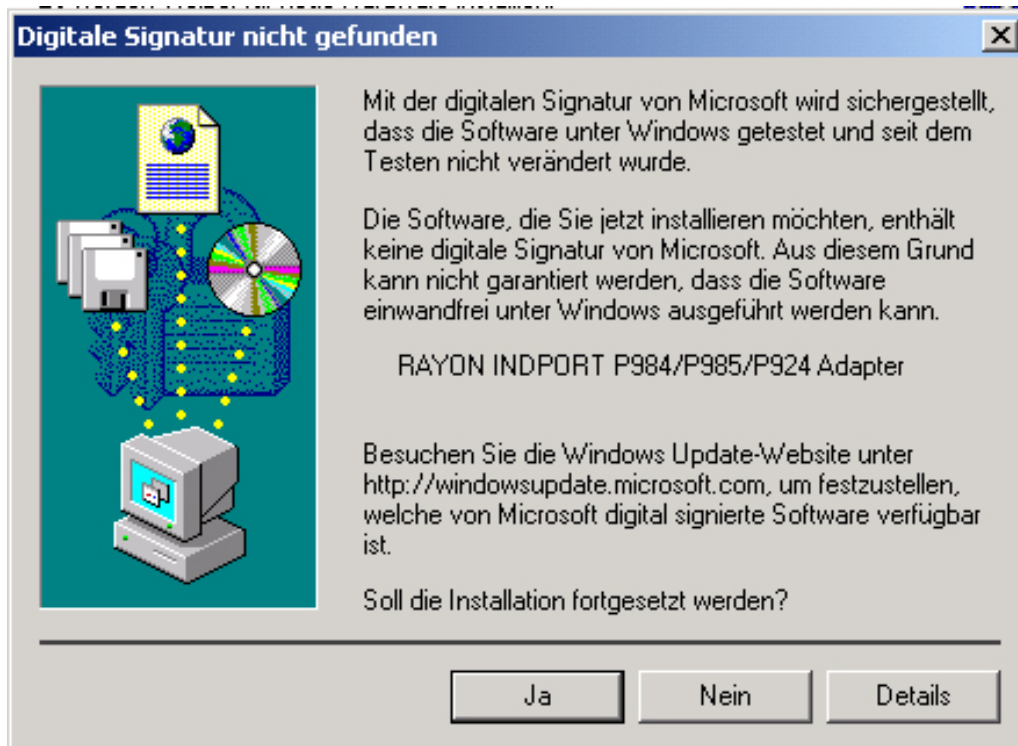 Digitale Signatur nicht gefunden
Mit der digitalen Signatur von Microsoft wird sichergestellt,
dass die Software unter Windows getestet und seit dem
Testen nicht verändert wurde.
Die Software, die Sie jetzt installieren möchten, enthält
keine digitale Signatur von Microsoft. Aus diesem Grund
kann nicht garantiert werden, dass die Software
einwandfrei unter Windows ausgeführt werden kann.
RAYON INDPORT P984/P985/P924 Adapter
Besuchen Sie die Windows Update-Website unter
http://windowsupdate.microsoft.com, um festzustellen,
welche von Microsoft digital signierte Software verfügbar
ist.
Soll die Installation fortgesetzt werden?
Ja
Nein
Details